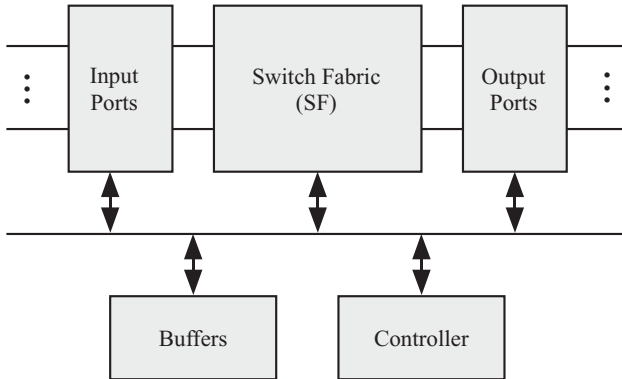 Input
Ports
Switch Fabric
(SF)
Output
Ports
Buffers
Controller